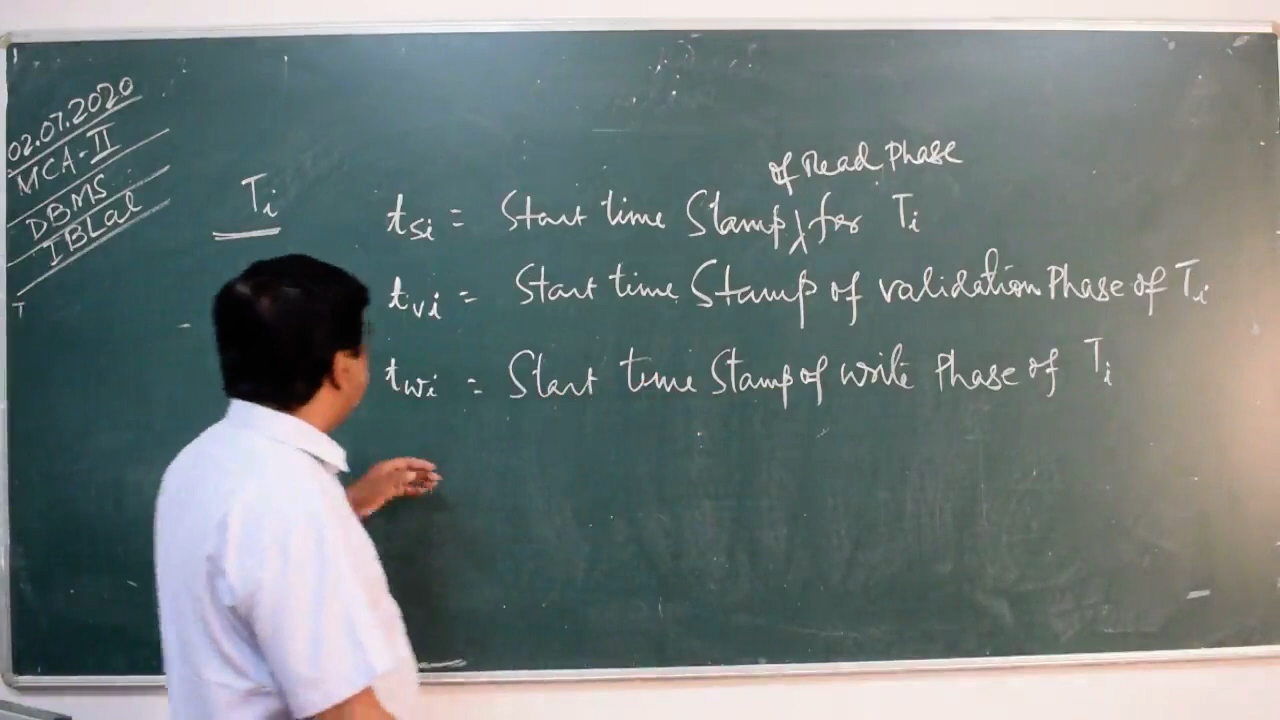 02.07.2020
MCA-II
DBMS
IBLal
T
Ti
of Read Phase
tsi = Start time Stamp for Ti
tvi = Start time Stamp of validation Phase of Ti
twi = Start time Stamp of write Phase of Ti